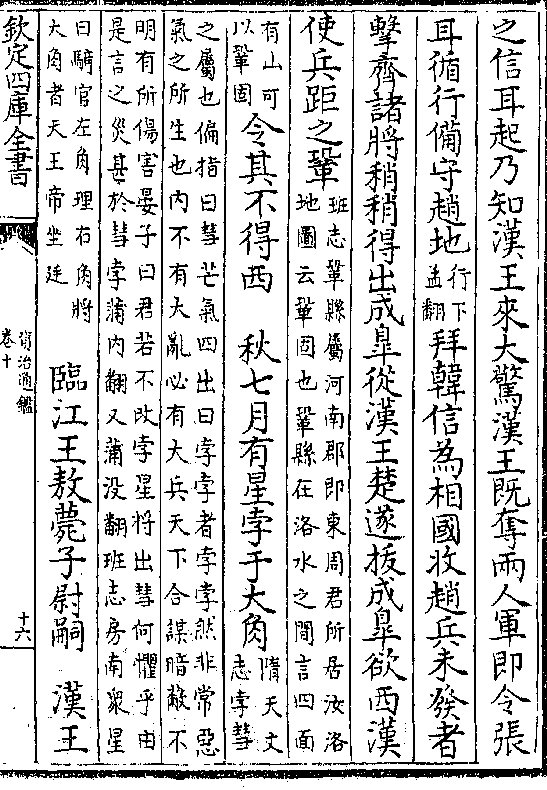 之信耳起乃知漢王來大驚漢王既奪兩人軍即令張
耳循行備守趙地行下孟翻拜韓信為相國收趙兵未發者
擊齊諸將稍稍得出成臯從漢王楚遂拔成臯欲西漢
使兵距之鞏班志鞏縣屬河南郡即東周君所居汝洛地圖云鞏固也鞏縣在洛水之間言四面
有山可以鞏固令其不得西 秋七月有星孛于大角隋天文志孛彗
之屬也偏指曰彗芒氣四出曰孛孛者孛孛然非常惡氣之所生也内不有大亂必有大兵天下合謀暗蔽不
明有所傷害晏子曰君若不改孛星將出彗何懼乎由是言之災甚於彗孛蒲内翻又蒲没翻班志房南衆星
曰騎官左角理右角將大角者天王帝坐廷 臨江王敖薨子尉嗣 漢王
欽定四庫全書
資治通鑑
卷十
十六